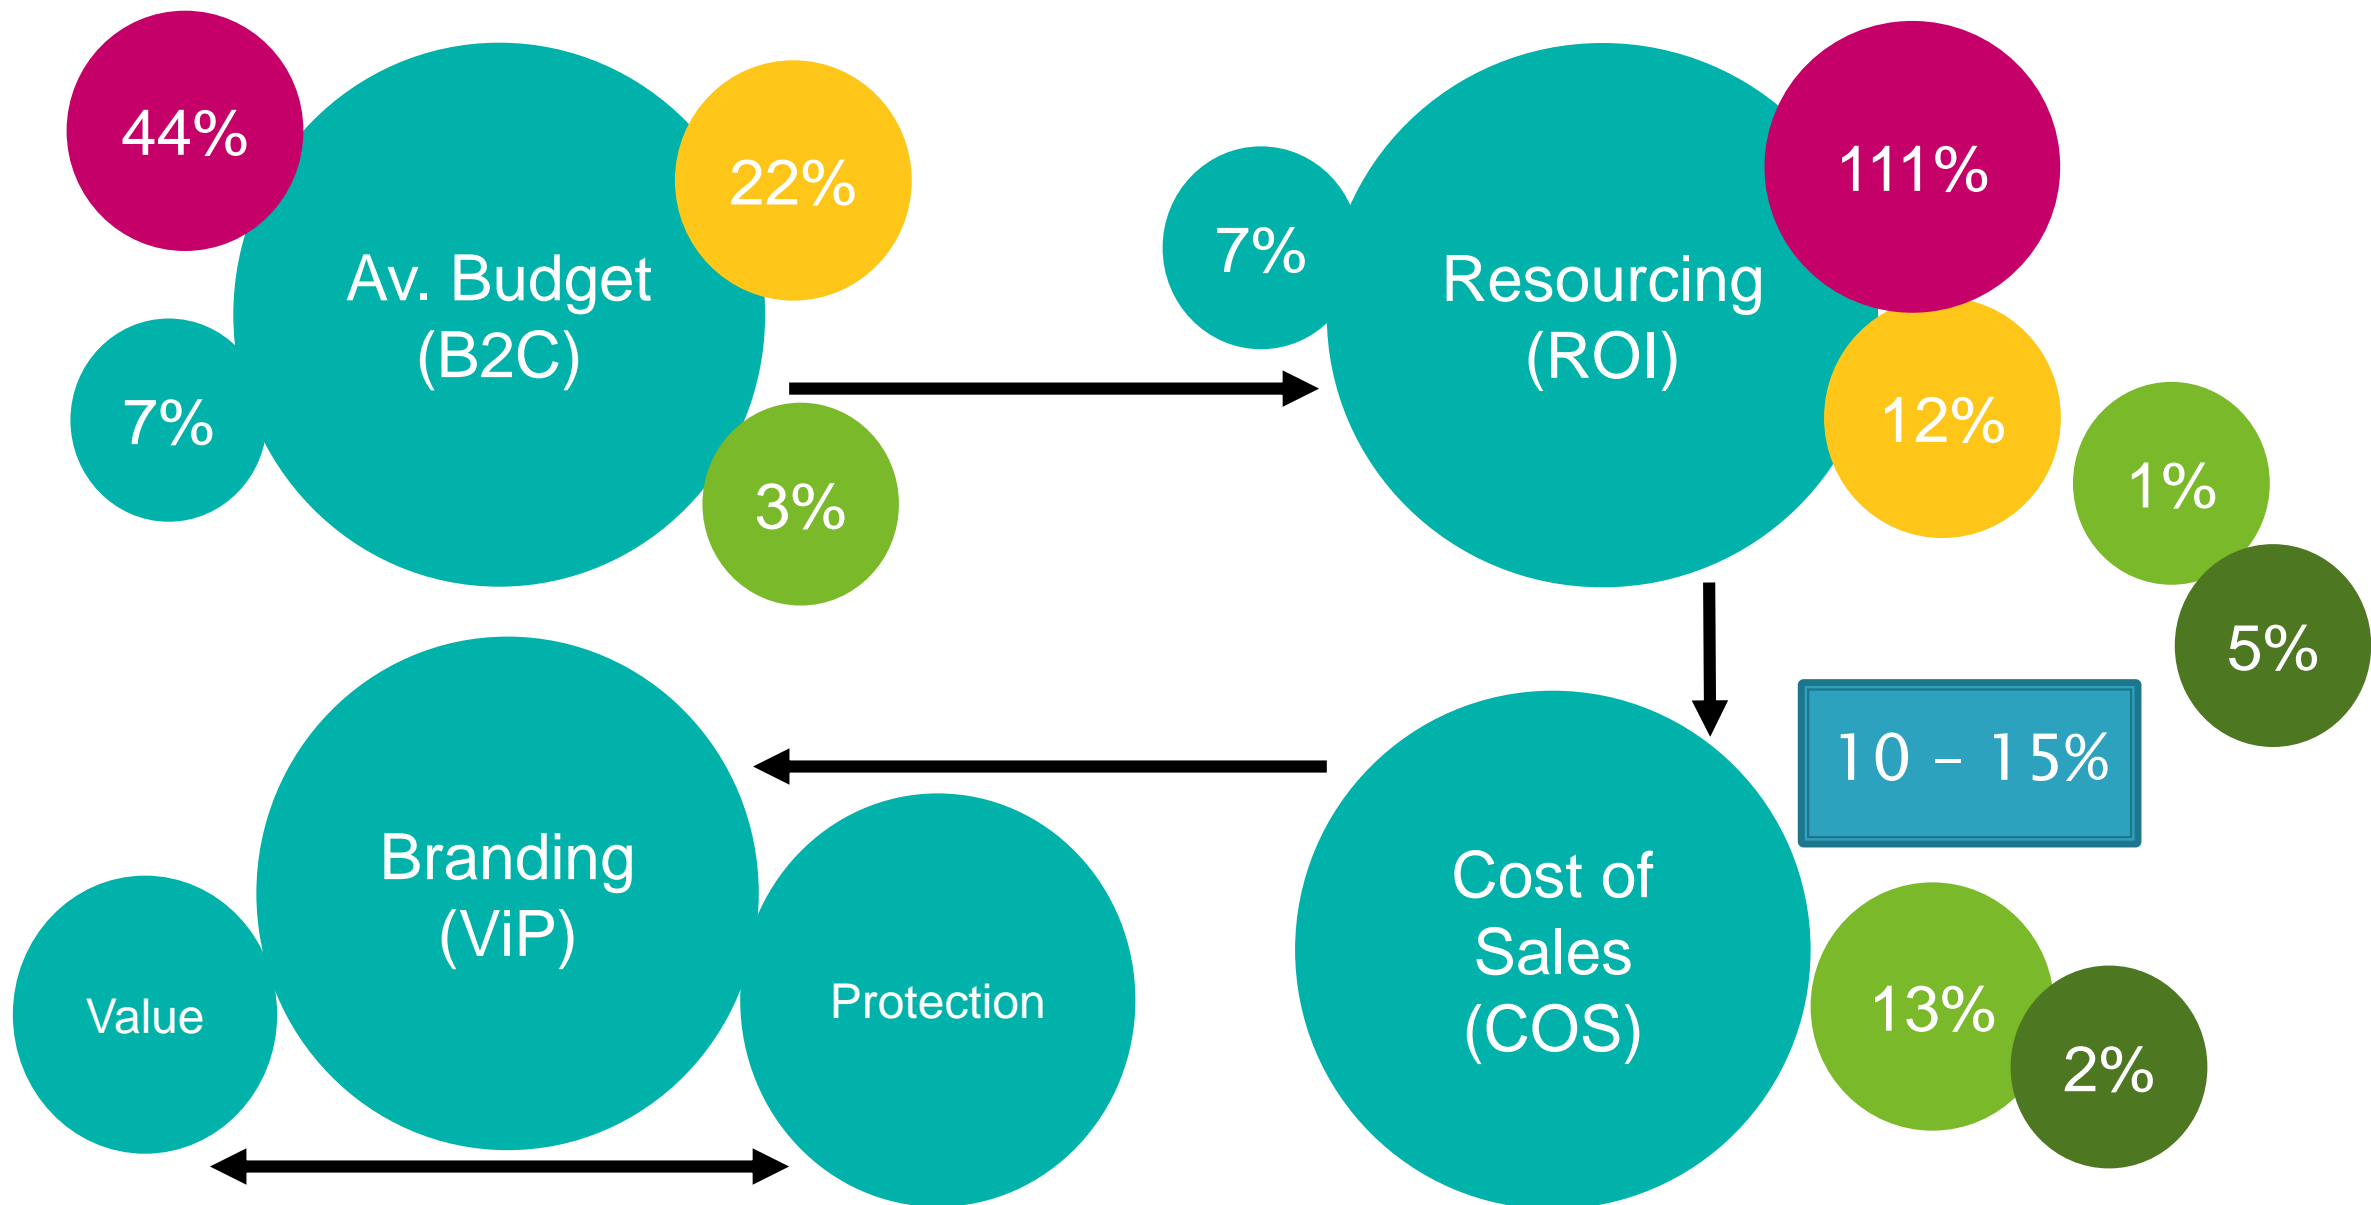 44%
22%
Av. Budget
(B2C)
7%
3%
7%
111%
Resourcing
(ROI)
12%
1%
5%
10 – 15%
Cost of
Sales
(COS)
13%
2%
Branding
(ViP)
Value
Protection